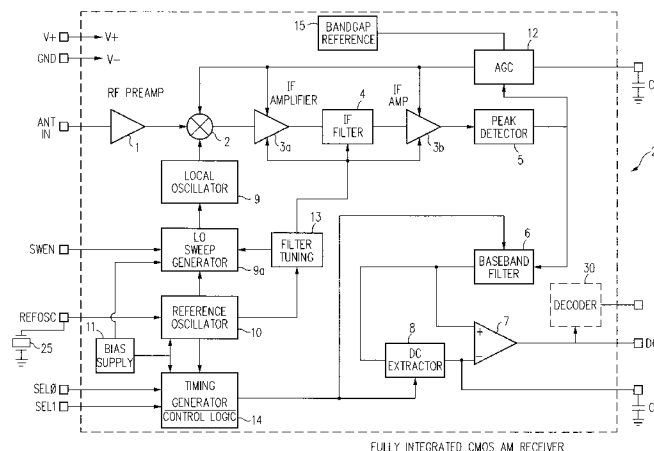 15
BANDGAP
REFERENCE
12
V+
V+
GND
V-
AGC
C
RF PREAMP
IF
AMPLIFIER
4
IF
AMP
ANT
IN
1
2
3a
IF
FILTER
3b
PEAK
DETECTOR
5
LOCAL
OSCILLATOR
9
2
13
SWEN
LO
SWEEP
GENERATOR
9a
FILTER
TUNING
6
BASEBAND
FILTER
30
DECODER
REFOSC
REFERENCE
OSCILLATOR
10
11
25
BIAS
SUPPLY
8
DC
EXTRACTOR
7
+
−
SELØ
SEL1
TIMING
GENERATOR
CONTROL LOGIC
14
C
FULLY INTEGRATED CMOS AM RECEIVER